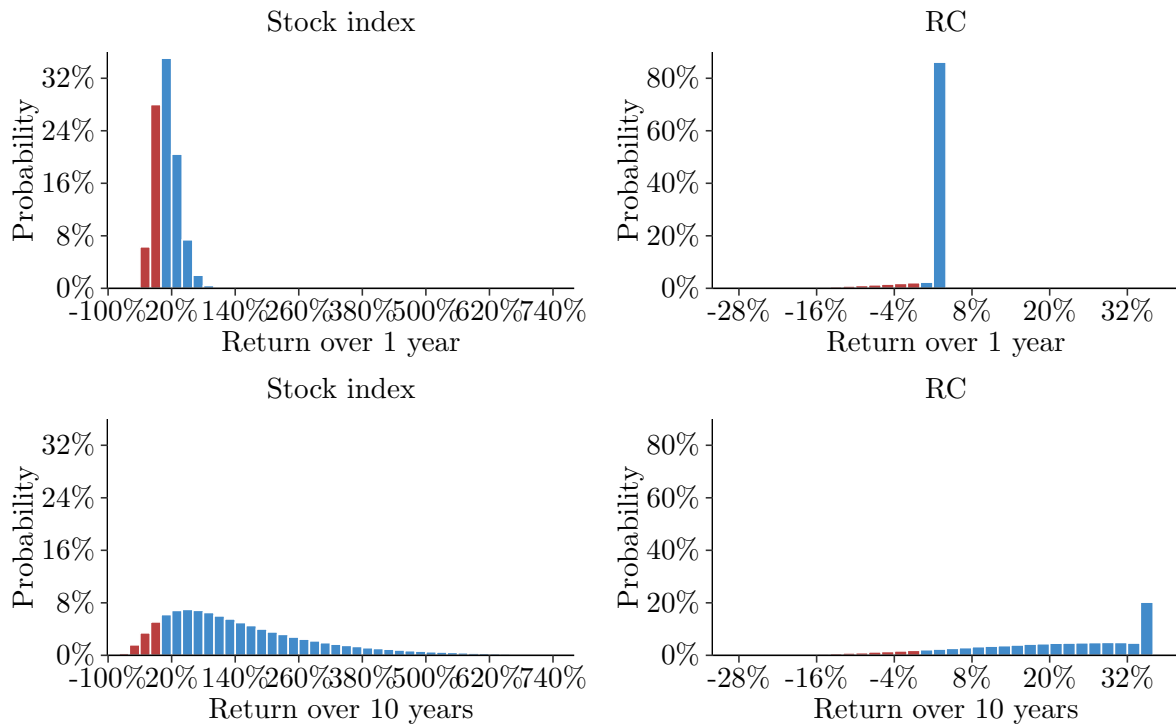 Stock index
Probability
32%
24%
16%
8%
0%
-100% 20% 140% 260% 380% 500% 620% 740%
Return over 1 year
RC
Probability
80%
60%
40%
20%
0%
-28% -16% -4% 8% 20% 32%
Return over 1 year
Stock index
Probability
32%
24%
16%
8%
0%
-100% 20% 140% 260% 380% 500% 620% 740%
Return over 10 years
RC
Probability
80%
60%
40%
20%
0%
-28% -16% -4% 8% 20% 32%
Return over 10 years